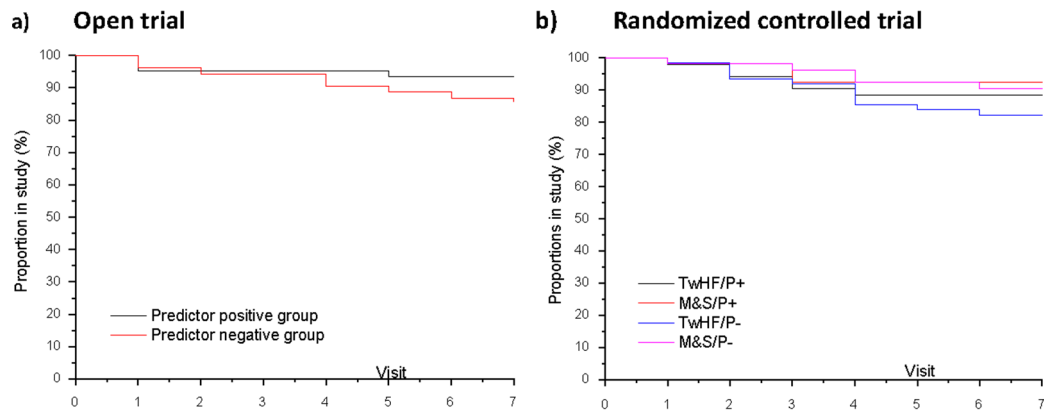 a) Open trial
Proportion in study (%)
100
90
80
70
60
50
40
30
20
10
0
Predictor positive group
Predictor negative group
Visit
0 1 2 3 4 5 6 7
b) Randomized controlled trial
Proportions in study (%)
100
90
80
70
60
50
40
30
20
10
0
TwHF/P+
M&S/P+
TwHF/P-
M&S/P-
Visit
0 1 2 3 4 5 6 7